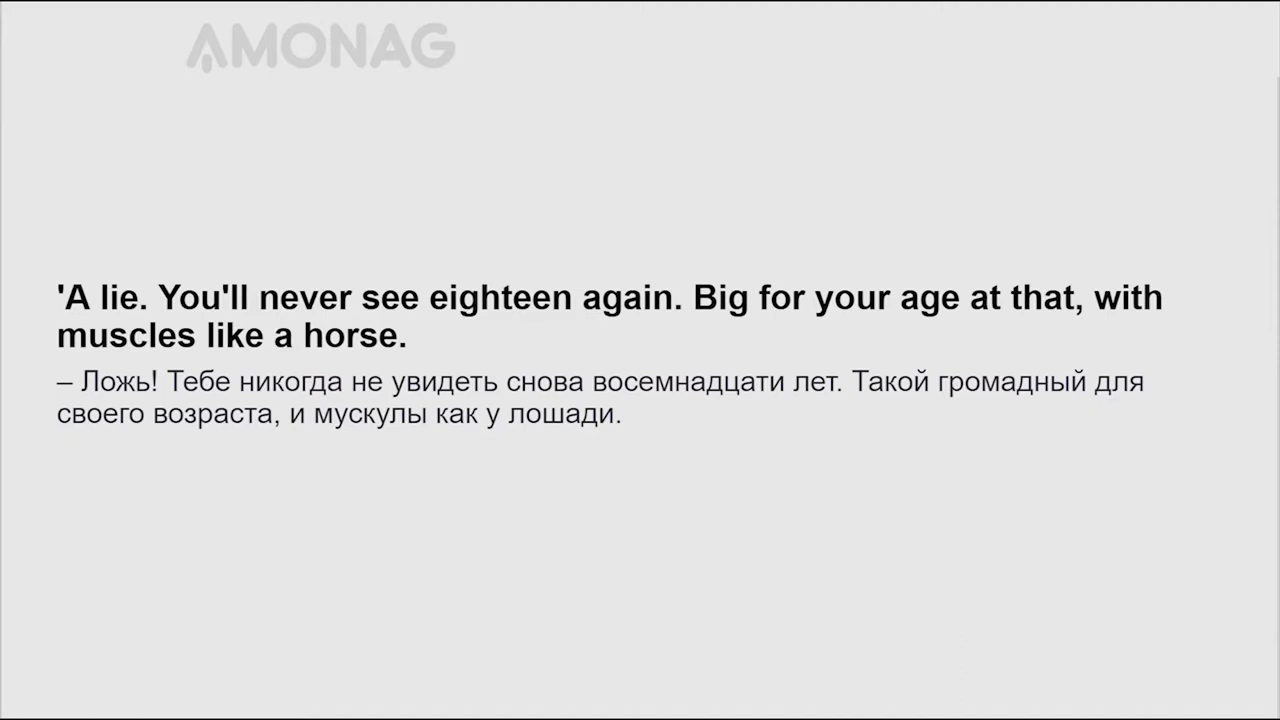 AMONAG
'A lie. You'll never see eighteen again. Big for your age at that, with
muscles like a horse.
– Ложь! Тебе никогда не увидеть снова восемнадцати лет. Такой громадный для
своего возраста, и мускулы как у лошади.